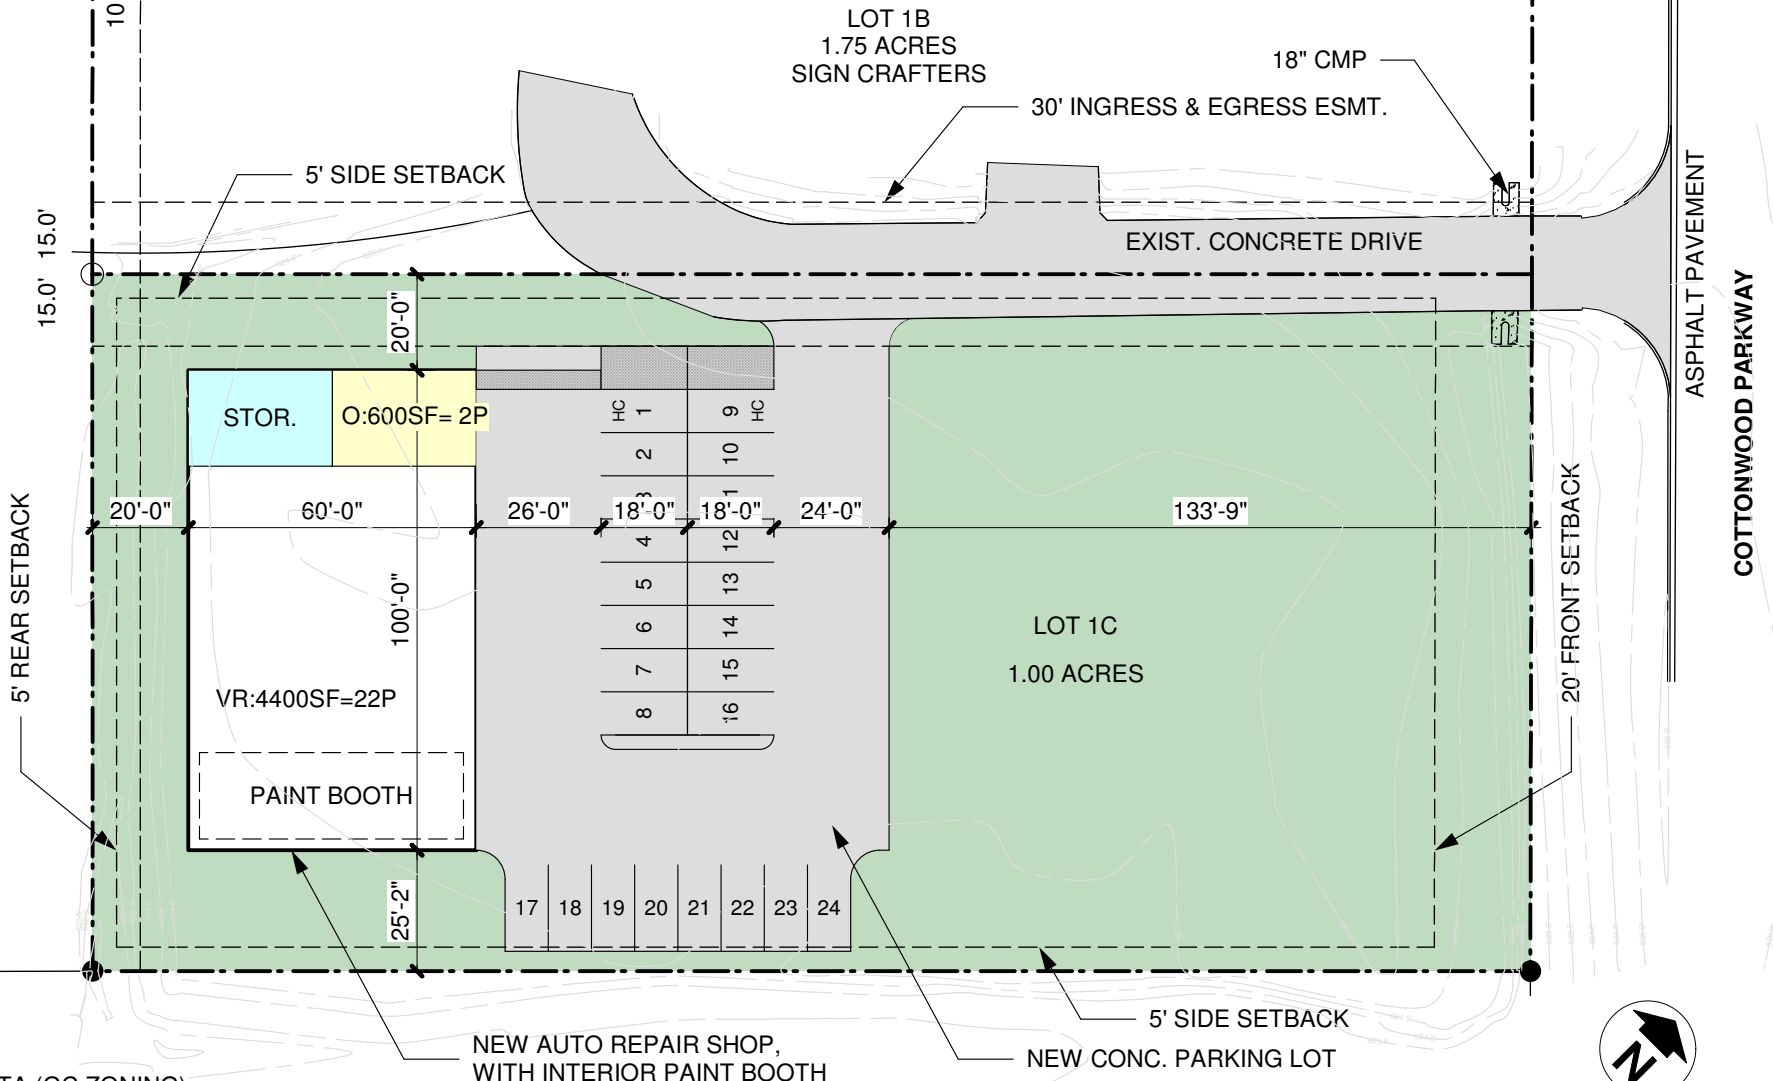 10
LOT 1B
1.75 ACRES
SIGN CRAFTERS
18" CMP
30' INGRESS & EGRESS ESMT.
5' SIDE SETBACK
15.0'
15.0'
EXIST. CONCRETE DRIVE
ASPHALT PAVEMENT
COTTONWOOD PARKWAY
20'-0"
STOR.
O:600SF= 2P
HC 1
9 HC
2
10
20'-0"
60'-0"
26'-0"
18'-0"
18'-0"
24'-0"
133'-9"
4
12
5
13
6
14
7
15
8
16
100'-0"
LOT 1C
1.00 ACRES
5' REAR SETBACK
20' FRONT SETBACK
VR:4400SF=22P
PAINT BOOTH
25'-2"
17 18 19 20 21 22 23 24
5' SIDE SETBACK
NEW AUTO REPAIR SHOP,
WITH INTERIOR PAINT BOOTH
NEW CONC. PARKING LOT
N